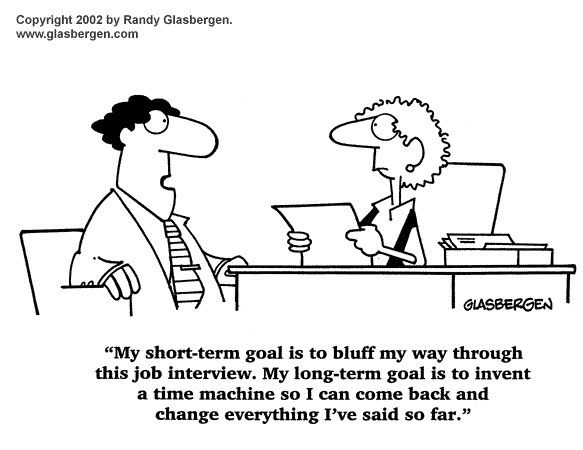 Copyright 2002 by Randy Glasbergen.
www.glasbergen.com
GLASBERGEN
“My short-term goal is to bluff my way through
this job interview. My long-term goal is to invent
a time machine so I can come back and
change everything I’ve said so far.”